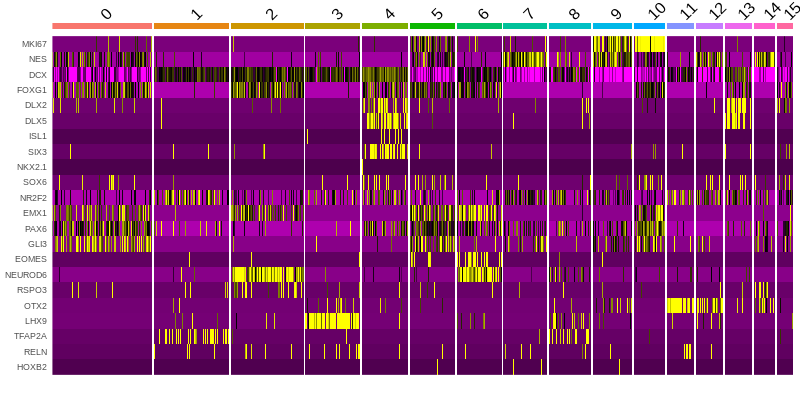 0 1 2 3 4 5 6 7 8 9 10 11 12 13 14 15
MKI67
NES
DCX
FOXG1
DLX2
DLX5
ISL1
SIX3
NKX2.1
SOX6
NR2F2
EMX1
PAX6
GLI3
EOMES
NEUROD6
RSPO3
OTX2
LHX9
TFAP2A
RELN
HOXB2